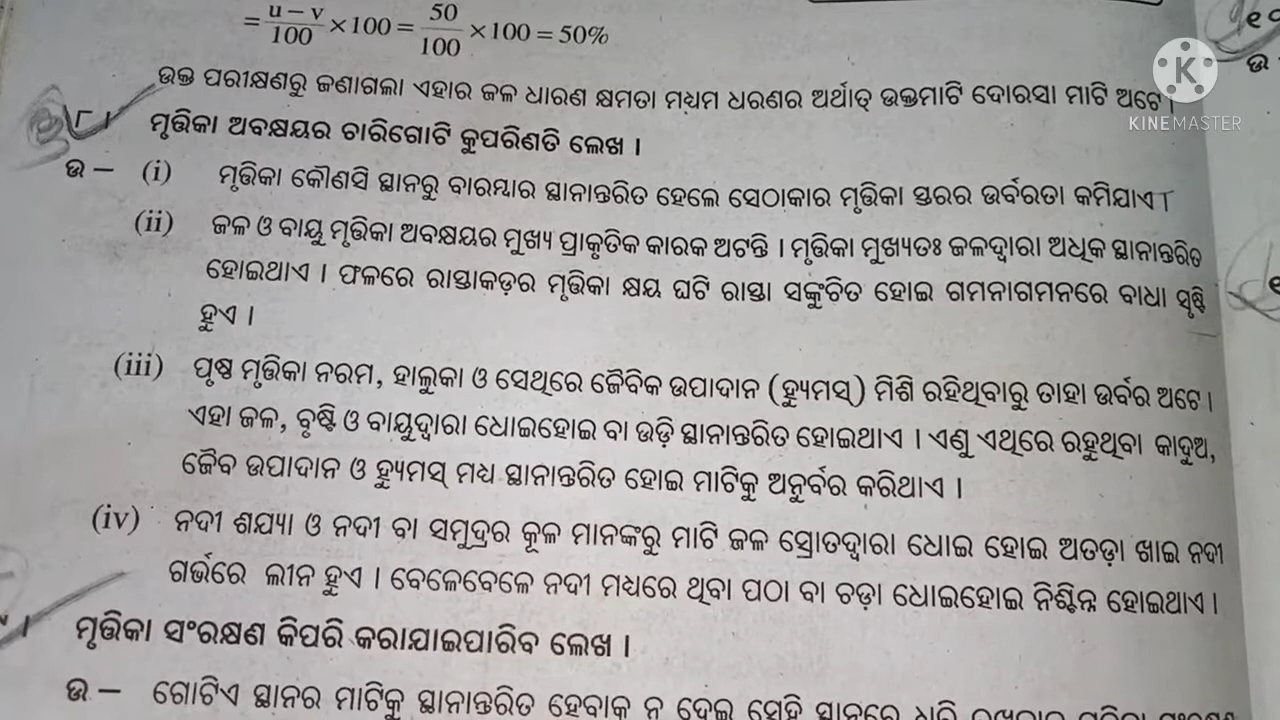 = u – v / 100 ×100 = 50 / 100 ×100 = 50%
ଉକ୍ତ ପରୀକ୍ଷଣରୁ ଜଣାଗଲା ଏହାର ଜଳ ଧାରଣ କ୍ଷମତା ମଧ୍ୟମ ଧରଣର ଅର୍ଥାତ୍ ଉକ୍ତମାଟି ଦୋରସା ମାଟି ଅଟେ।
KINEMASTER
୮। ମୃତ୍ତିକା ଅବକ୍ଷୟର ଚାରିଗୋଟି କୁପରିଣତି ଲେଖ ।
ଉ – (i) ମୃତ୍ତିକା କୌଣସି ସ୍ଥାନରୁ ବାରମ୍ବାର ସ୍ଥାନାନ୍ତରିତ ହେଲେ ସେଠାକାର ମୃତ୍ତିକା ସ୍ତରର ଉର୍ବରତା କମିଯାଏ।
(ii) ଜଳ ଓ ବାୟୁ ମୃତ୍ତିକା ଅବକ୍ଷୟର ମୁଖ୍ୟ ପ୍ରାକୃତିକ କାରକ ଅଟନ୍ତି । ମୃତ୍ତିକା ମୁଖ୍ୟତଃ ଜଳଦ୍ୱାରା ଅଧିକ ସ୍ଥାନାନ୍ତରିତ
ହୋଇଥାଏ । ଫଳରେ ରାସ୍ତାକଡ଼ର ମୃତ୍ତିକା କ୍ଷୟ ଘଟି ରାସ୍ତା ସଙ୍କୁଚିତ ହୋଇ ଗମନାଗମନରେ ବାଧା ସୃଷ୍ଟି
ହୁଏ ।
(iii) ପୃଷ୍ଠ ମୃତ୍ତିକା ନରମ, ହାଲୁକା ଓ ସେଥିରେ ଜୈବିକ ଉପାଦାନ (ହ୍ୟୁମସ୍) ମିଶି ରହିଥିବାରୁ ତାହା ଉର୍ବର ଅଟେ।
ଏହା ଜଳ, ବୃଷ୍ଟି ଓ ବାୟୁଦ୍ୱାରା ଧୋଇହୋଇ ବା ଉଡ଼ି ସ୍ଥାନାନ୍ତରିତ ହୋଇଥାଏ । ଏଣୁ ଏଥିରେ ରହୁଥିବା କାଦୁଅ,
ଜୈବ ଉପାଦାନ ଓ ହ୍ୟୁମସ୍ ମଧ୍ୟ ସ୍ଥାନାନ୍ତରିତ ହୋଇ ମାଟିକୁ ଅନୁର୍ବର କରିଥାଏ ।
(iv) ନଦୀ ଶଯ୍ୟା ଓ ନଦୀ ବା ସମୁଦ୍ରର କୂଳ ମାନଙ୍କରୁ ମାଟି ଜଳ ସ୍ରୋତଦ୍ୱାରା ଧୋଇ ହୋଇ ଅତଡ଼ା ଖାଇ ନଦୀ
ଗର୍ଭରେ ଲୀନ ହୁଏ । ବେଳେବେଳେ ନଦୀ ମଧ୍ୟରେ ଥିବା ପଠା ବା ଚଡ଼ା ଧୋଇହୋଇ ନିଶ୍ଚିହ୍ନ ହୋଇଥାଏ।
ମୃତ୍ତିକା ସଂରକ୍ଷଣ କିପରି କରାଯାଇପାରିବ ଲେଖ ।
ଉ – ଗୋଟିଏ ସ୍ଥାନର ମାଟିକୁ ସ୍ଥାନାନ୍ତରିତ ହେବାକୁ ନ ଦେଇ ସେହି ସ୍ଥାନରେ